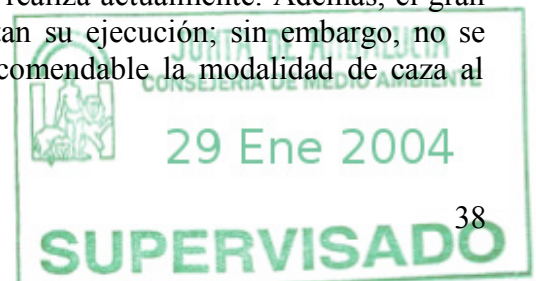 realiza actualmente. Además, el gran
tan su ejecución; sin embargo, no se
comendable la modalidad de caza al
JUNTA DE ANDALUCIA
CONSEJERIA DE MEDIO AMBIENTE
29 Ene 2004
38
SUPERVISADO